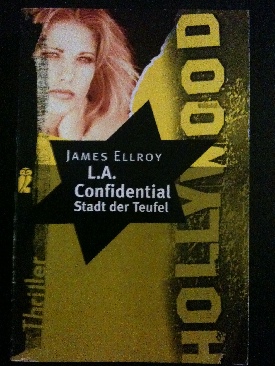 JAMES ELLROY
L.A.
Confidential
Stadt der Teufel
HOLLYWOOD
Thriller